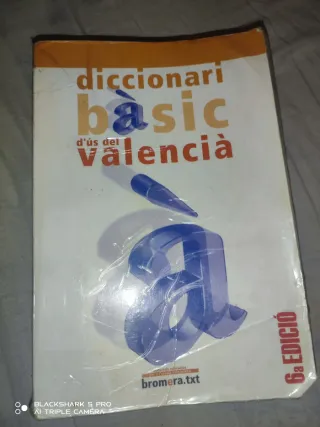 diccionari
bàsic
d'ús del
valencià
à
bromera.txt
6a EDICIÓ
BLACKSHARK 5 PRO
AI TRIPLE CAMERA